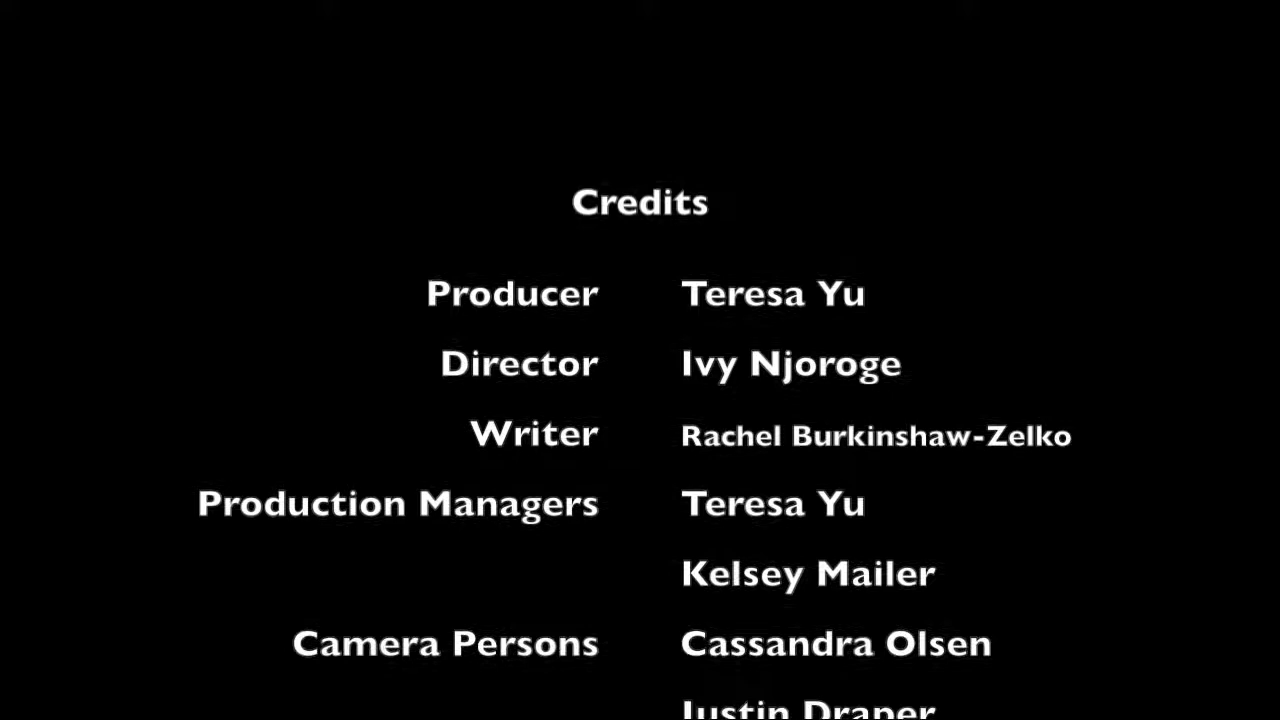 Credits
Producer Teresa Yu
Director Ivy Njoroge
Writer Rachel Burkinshaw-Zelko
Production Managers Teresa Yu
Kelsey Mailer
Camera Persons Cassandra Olsen
Justin Draper